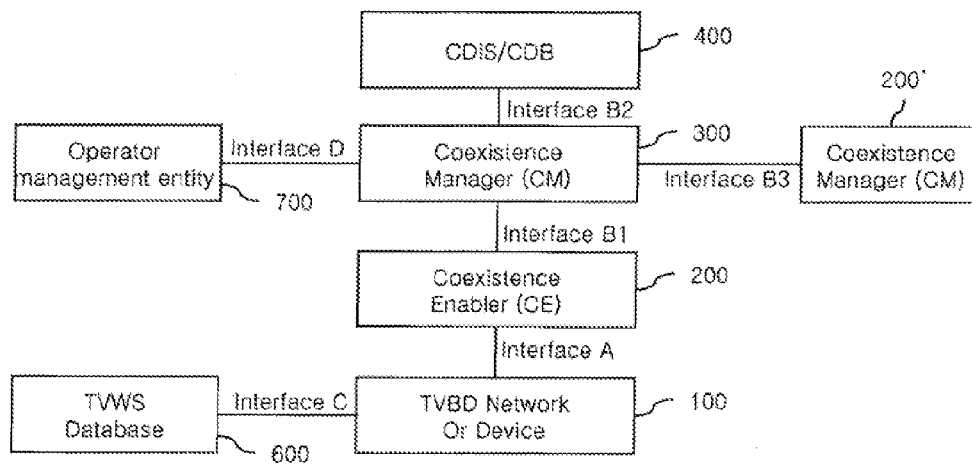 CDIS/CDB
400
Interface B2
200'
Operator
management entity
700
Interface D
Coexistence
Manager (CM)
300
Interface B3
Coexistence
Manager (CM)
Interface B1
Coexistence
Enabler (CE)
200
Interface A
TVWS
Database
600
Interface C
TVBD Network
Or Device
100